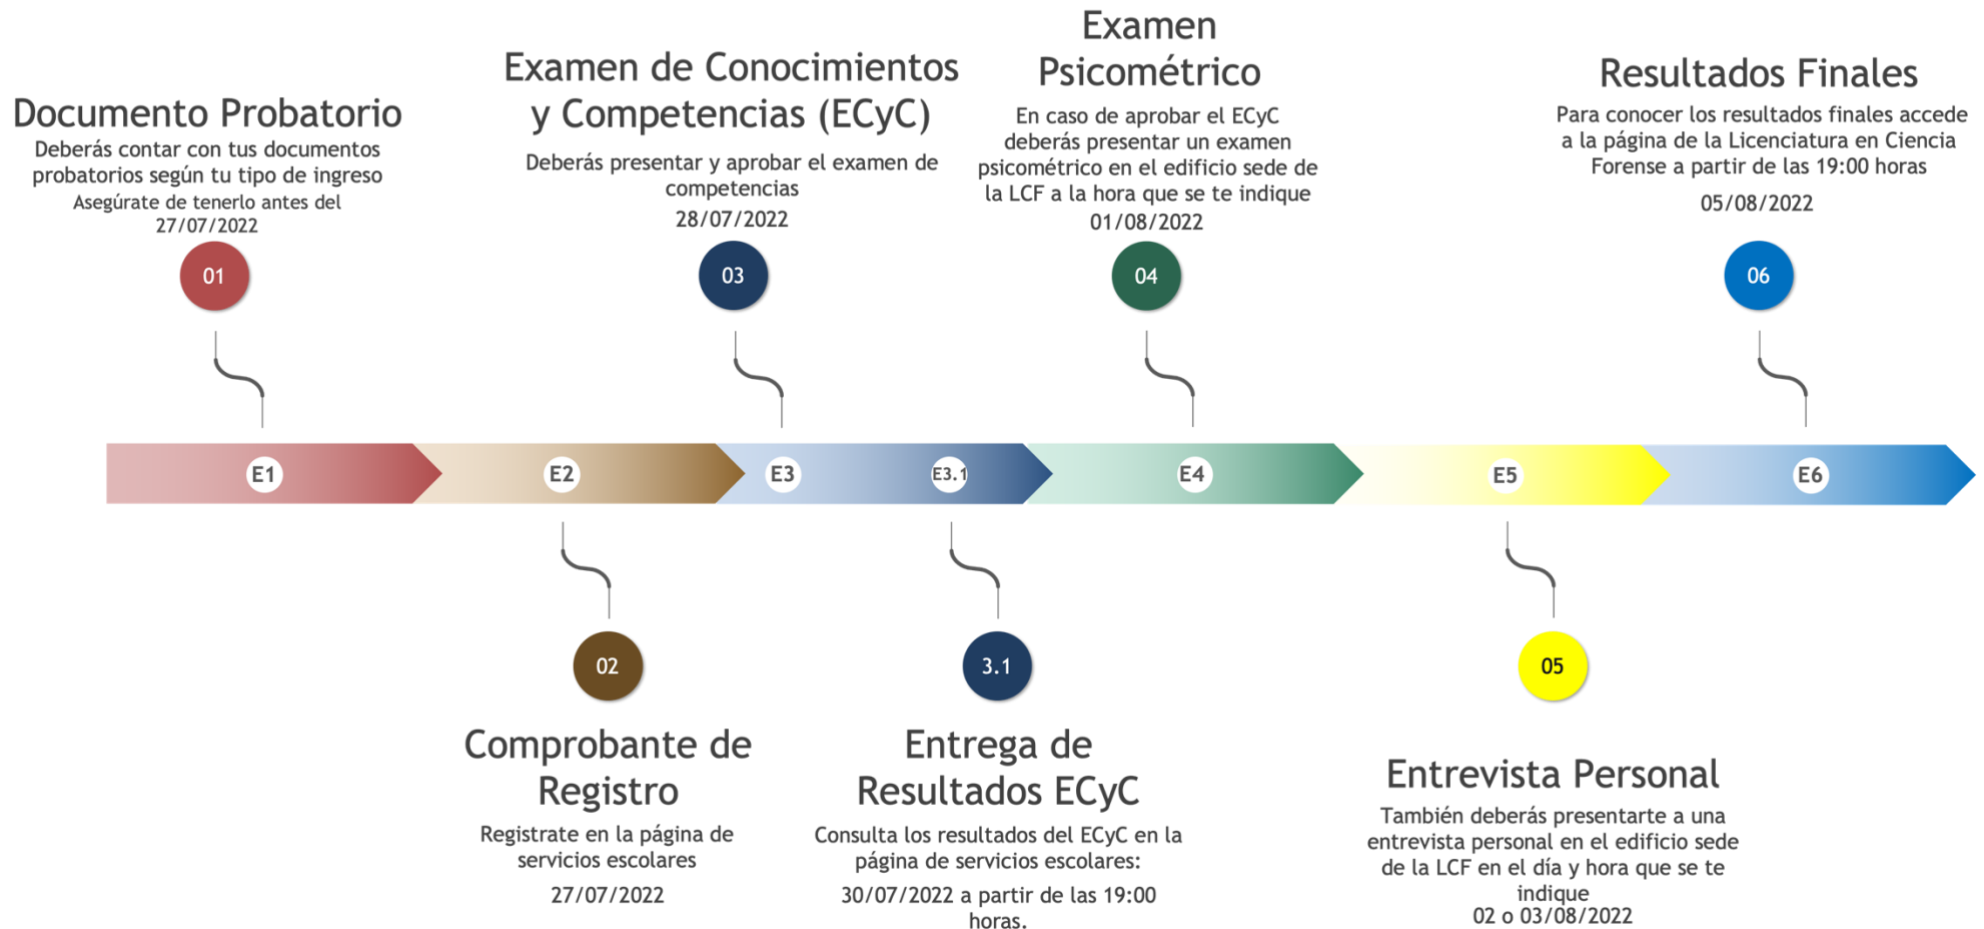 Documento Probatorio
Deberás contar con tus documentos
probatorios según tu tipo de ingreso
Asegúrate de tenerlo antes del
27/07/2022
01
Examen de Conocimientos
y Competencias (ECyC)
Deberás presentar y aprobar el examen de
competencias
28/07/2022
03
Examen
Psicométrico
En caso de aprobar el ECyC
deberás presentar un examen
psicométrico en el edificio sede de
la LCF a la hora que se te indique
01/08/2022
04
Resultados Finales
Para conocer los resultados finales accede
a la página de la Licenciatura en Ciencia
Forense a partir de las 19:00 horas
05/08/2022
06
E1
E2
E3
E3.1
E4
E5
E6
02
Comprobante de
Registro
Registrate en la página de
servicios escolares
27/07/2022
3.1
Entrega de
Resultados ECyC
Consulta los resultados del ECyC en la
página de servicios escolares:
30/07/2022 a partir de las 19:00
horas.
05
Entrevista Personal
También deberás presentarte a una
entrevista personal en el edificio sede
de la LCF en el día y hora que se te
indique
02 o 03/08/2022